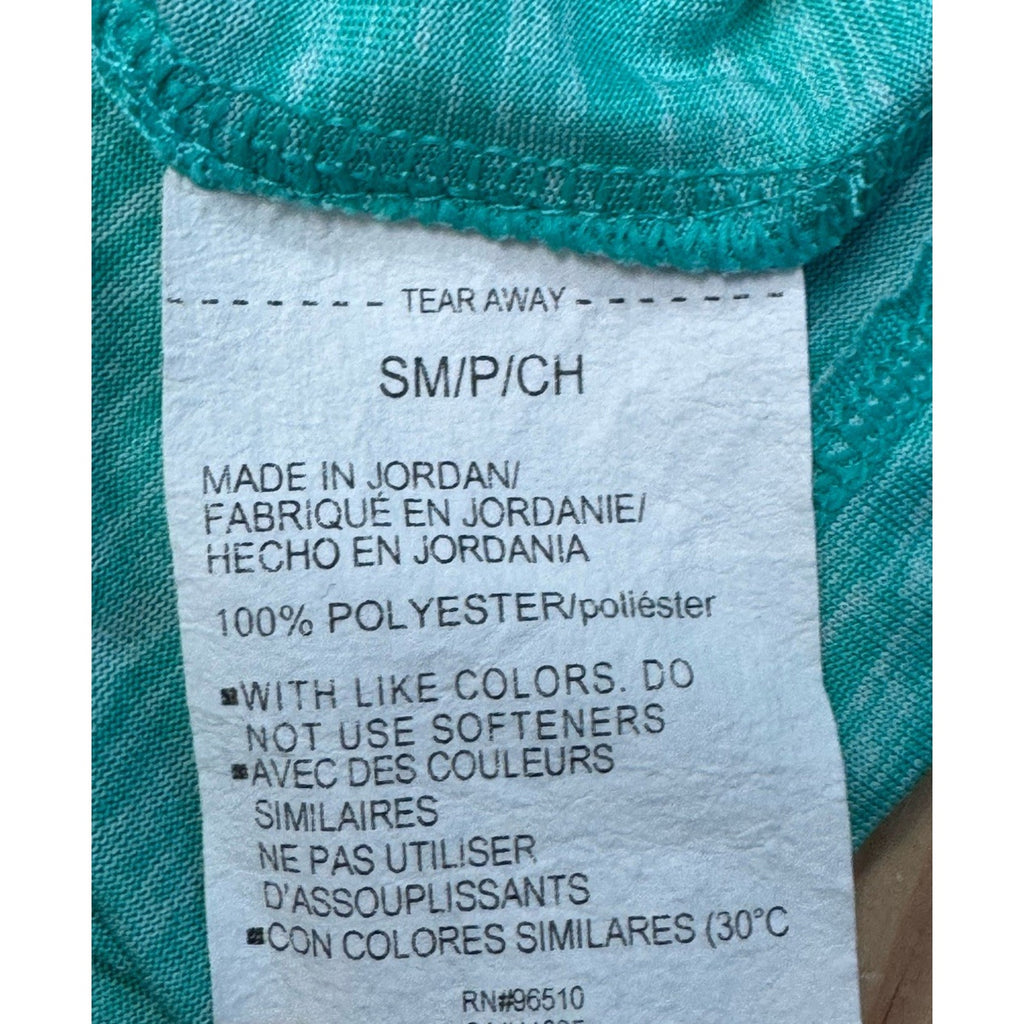 TEAR AWAY
SM/P/CH
MADE IN JORDAN/
FABRIQUÉ EN JORDANIE/
HECHO EN JORDANIA
100% POLYESTER/poliéster
▪WITH LIKE COLORS. DO
NOT USE SOFTENERS
▪AVEC DES COULEURS
SIMILAIRES
NE PAS UTILISER
D'ASSOUPLISSANTS
▪CON COLORES SIMILARES (30°C
RN#96510